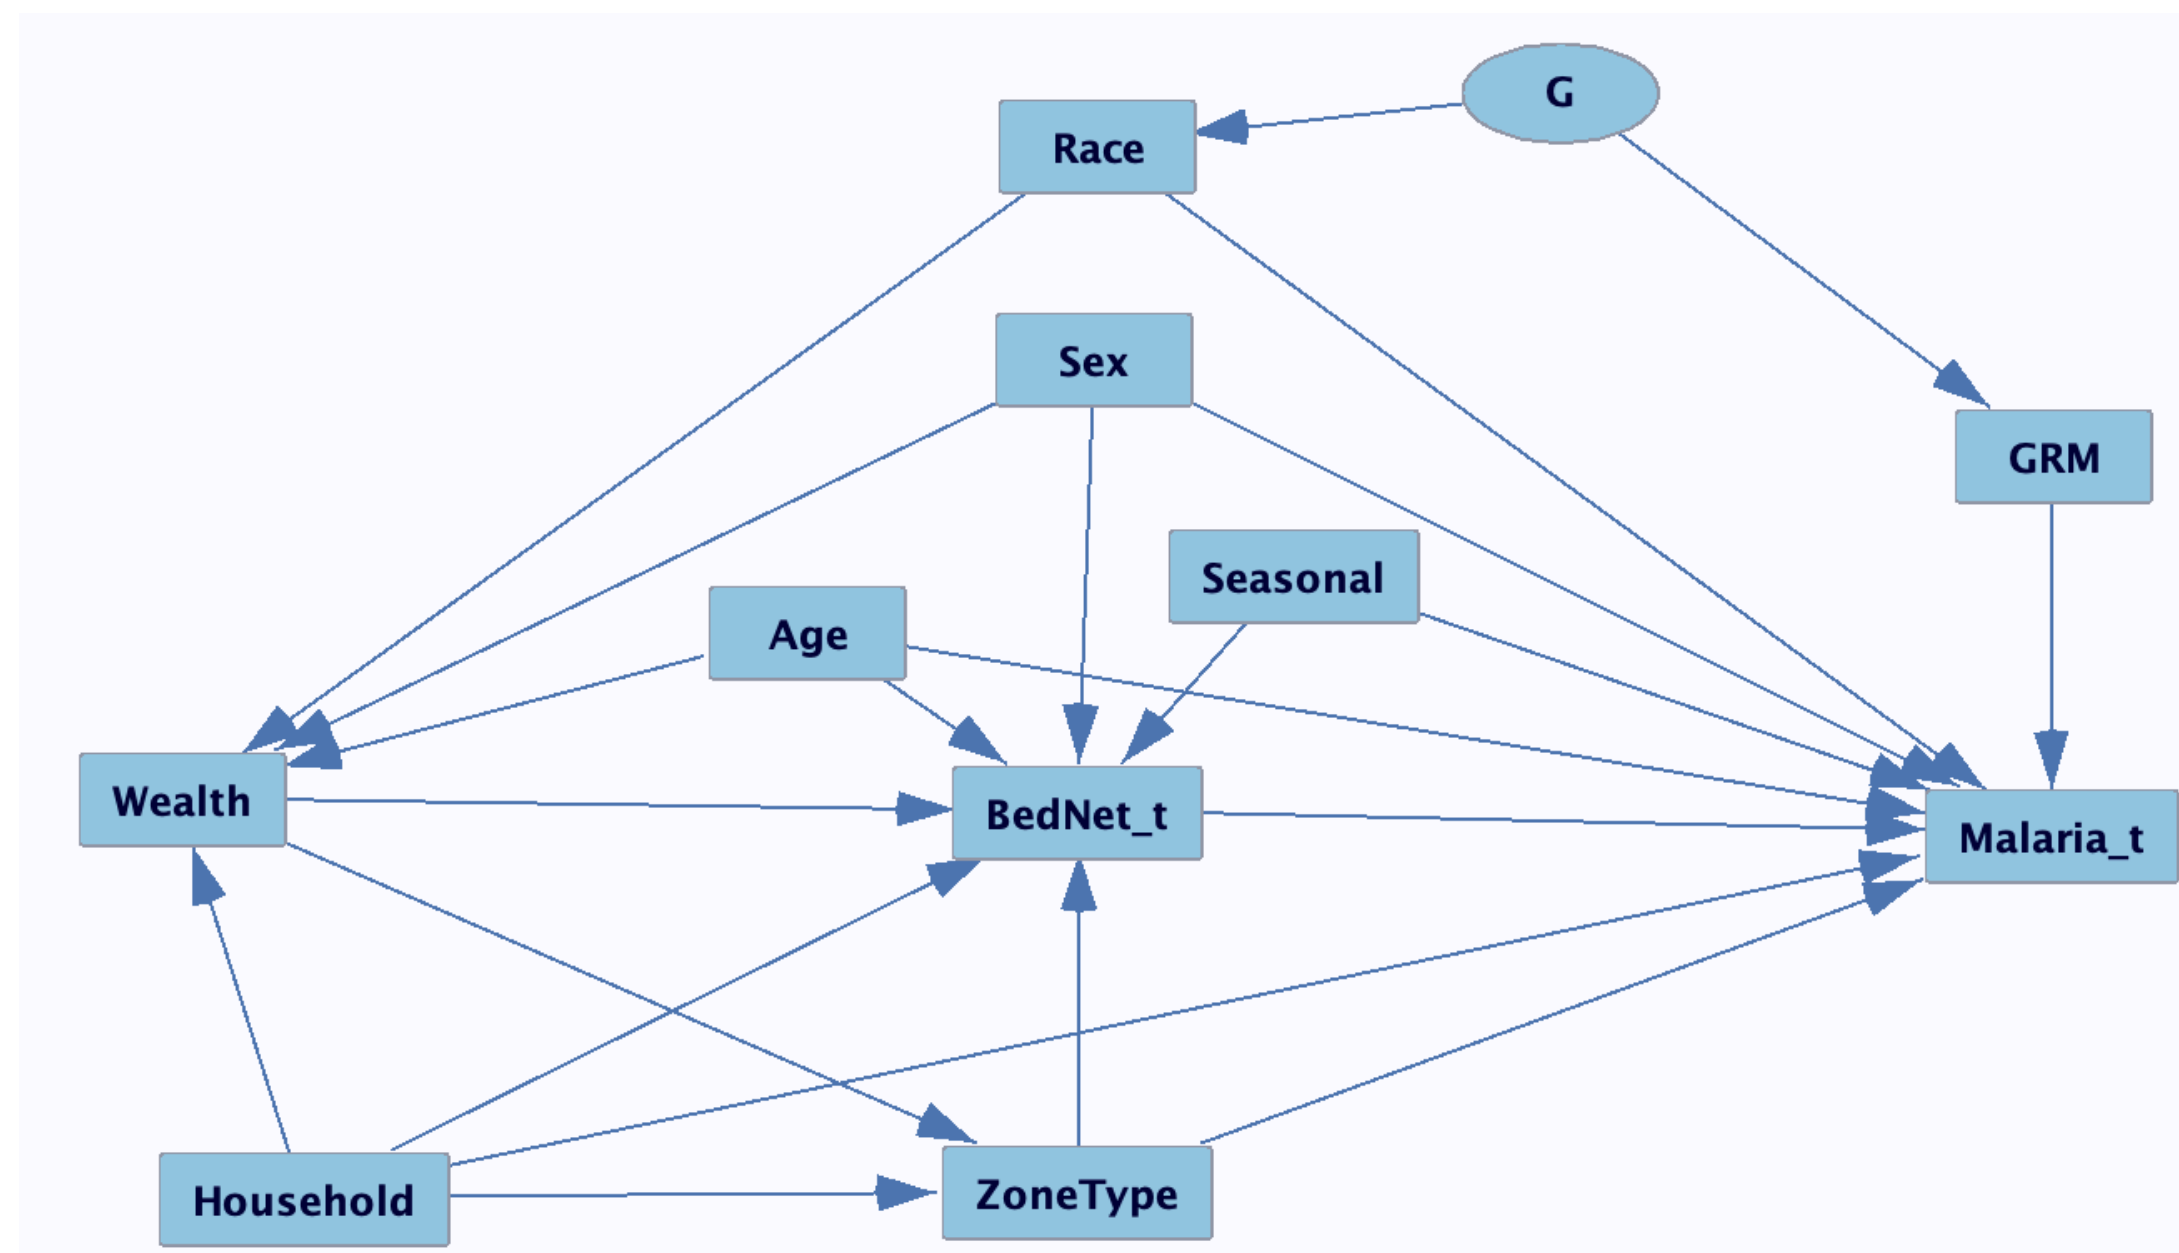 G
Race
Sex
GRM
Seasonal
Age
Wealth
BedNet_t
Malaria_t
Household
ZoneType